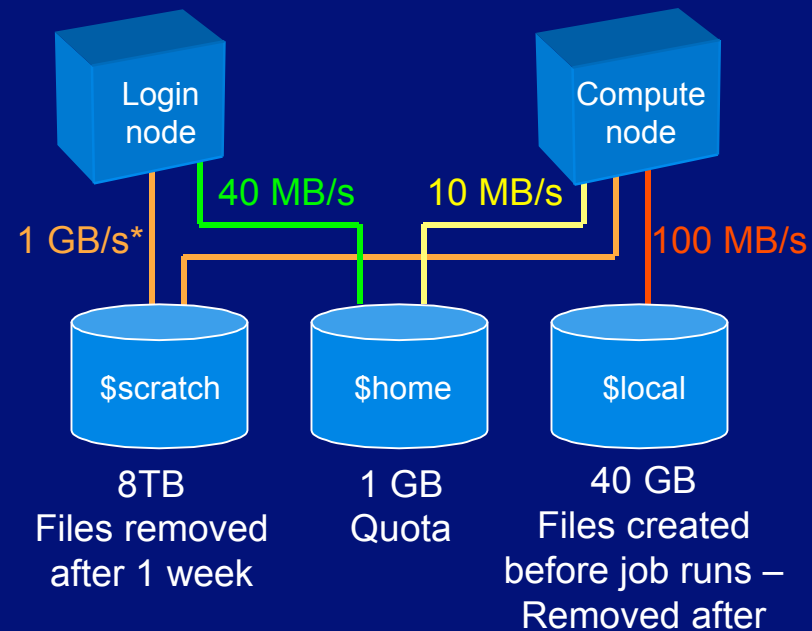 Login
node
Compute
node
40 MB/s
10 MB/s
1 GB/s*
100 MB/s
$scratch
$home
$local
8TB
Files removed
after 1 week
1 GB
Quota
40 GB
Files created
before job runs –
Removed after